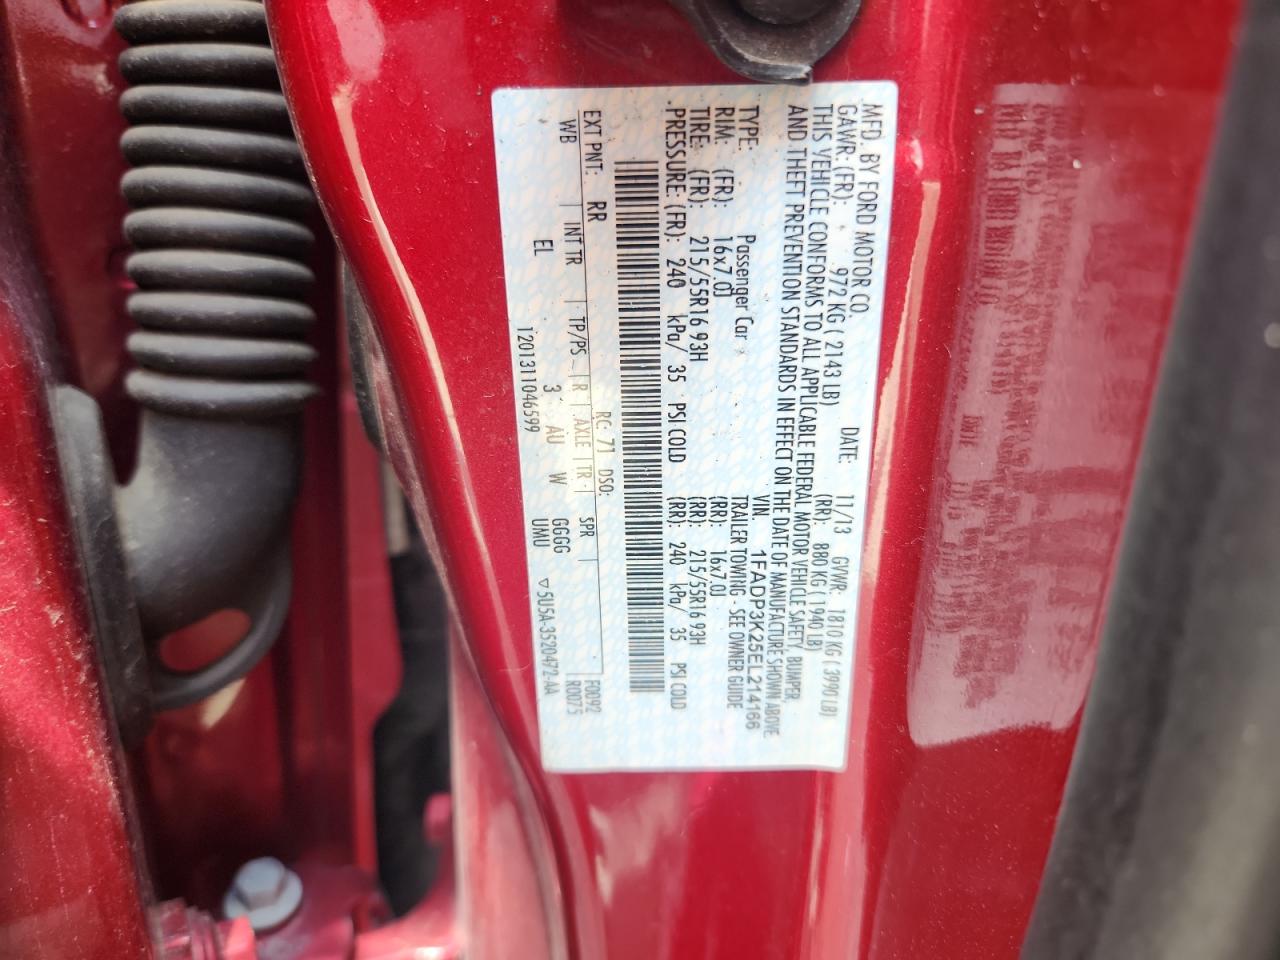 MFD. BY FORD MOTOR CO.
DATE: 11/13 GVWR: 1810 KG ( 3990 LB)
GAWR: (FR): 972 KG ( 2143 LB) (RR): 880 KG ( 1940 LB)
THIS VEHICLE CONFORMS TO ALL APPLICABLE FEDERAL MOTOR VEHICLE SAFETY, BUMPER,
AND THEFT PREVENTION STANDARDS IN EFFECT ON THE DATE OF MANUFACTURE SHOWN ABOVE
VIN: 1FADP3K25EL214166
TYPE: Passenger Car TRAILER TOWING - SEE OWNER GUIDE
RIM: (FR): 16x7.0J (RR): 16x7.0J
TIRE: (FR): 215/55R16 93H (RR): 215/55R16 93H
PRESSURE: (FR): 240 kPa/ 35 PSI COLD (RR): 240 kPa/ 35 PSI COLD
RC: 71 DSO:
F0092
R0075
EXT PNT: RR
WB INT TR TP/PS R AXLE TR SPR
EL 3 AU W GGGG
UMU
1201311046599 ▽5U5A-3520472-AA